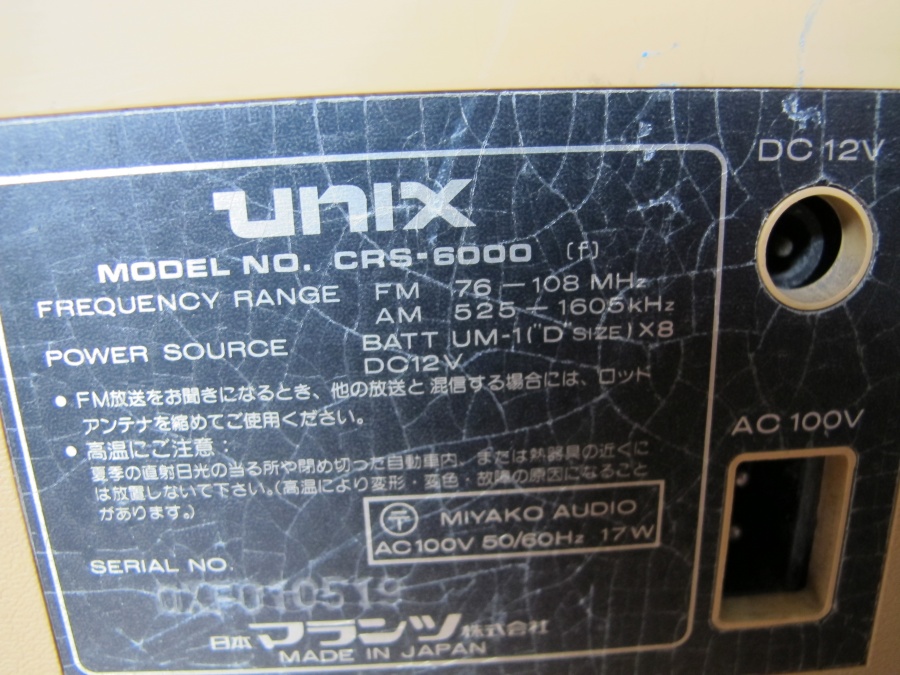 DC 12V
unix
MODEL NO. CRS-6000 (f)
FREQUENCY RANGE FM 76－108 MHz
AM 525－1605kHz
POWER SOURCE BATT UM-1("D"SIZE)X8
DC12V
● FM放送をお聞きになるとき、他の放送と混信する場合には、ロッド
アンテナを縮めてご使用ください。
● 高温にご注意：
夏季の直射日光の当る所や閉め切った自動車内、または熱器具の近くに
は放置しないで下さい。(高温により変形・変色・故障の原因になること
があります。)
AC 100V
〒 MIYAKO AUDIO
AC100V 50/60Hz 17W
SERIAL NO.
日本マランツ株式会社
MADE IN JAPAN